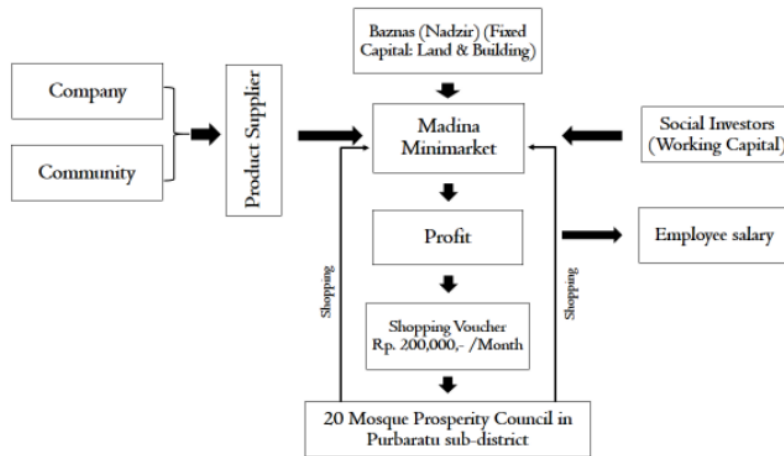 Baznas (Nadzir) (Fixed
Capital: Land & Building)
Company
Community
Product Supplier
Madina
Minimarket
Social Investors
(Working Capital)
Profit
Employee salary
Shopping
Shopping
Shopping Voucher
Rp. 200,000,- /Month
20 Mosque Prosperity Council in
Purbaratu sub-district